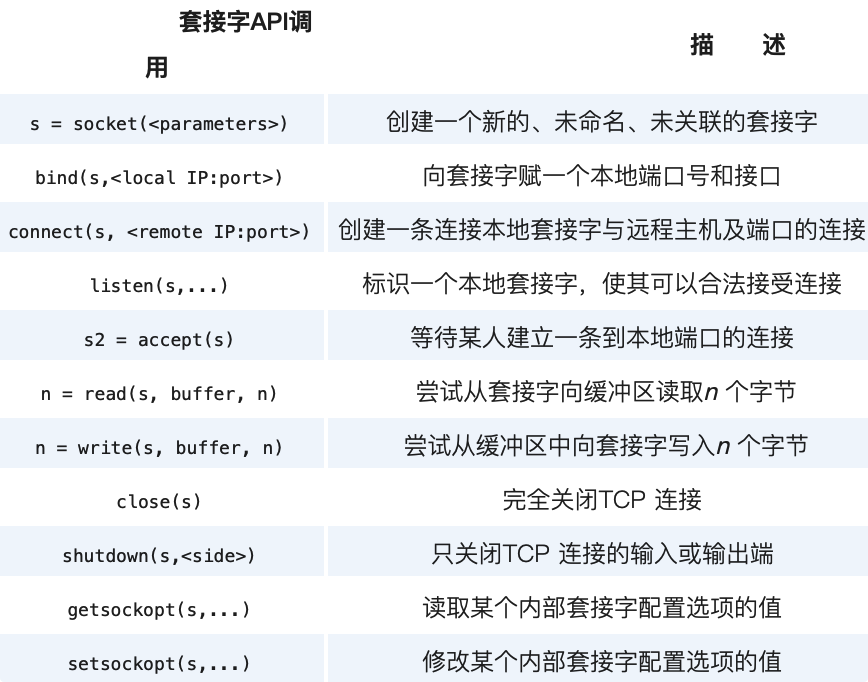 套接字API调
用
描 述
s = socket(<parameters>)
创建一个新的、未命名、未关联的套接字
bind(s,<local IP:port>)
向套接字赋一个本地端口号和接口
connect(s, <remote IP:port>)
创建一条连接本地套接字与远程主机及端口的连接
listen(s,...)
标识一个本地套接字，使其可以合法接受连接
s2 = accept(s)
等待某人建立一条到本地端口的连接
n = read(s, buffer, n)
尝试从套接字向缓冲区读取n 个字节
n = write(s, buffer, n)
尝试从缓冲区中向套接字写入n 个字节
close(s)
完全关闭TCP 连接
shutdown(s,<side>)
只关闭TCP 连接的输入或输出端
getsockopt(s,...)
读取某个内部套接字配置选项的值
setsockopt(s,...)
修改某个内部套接字配置选项的值